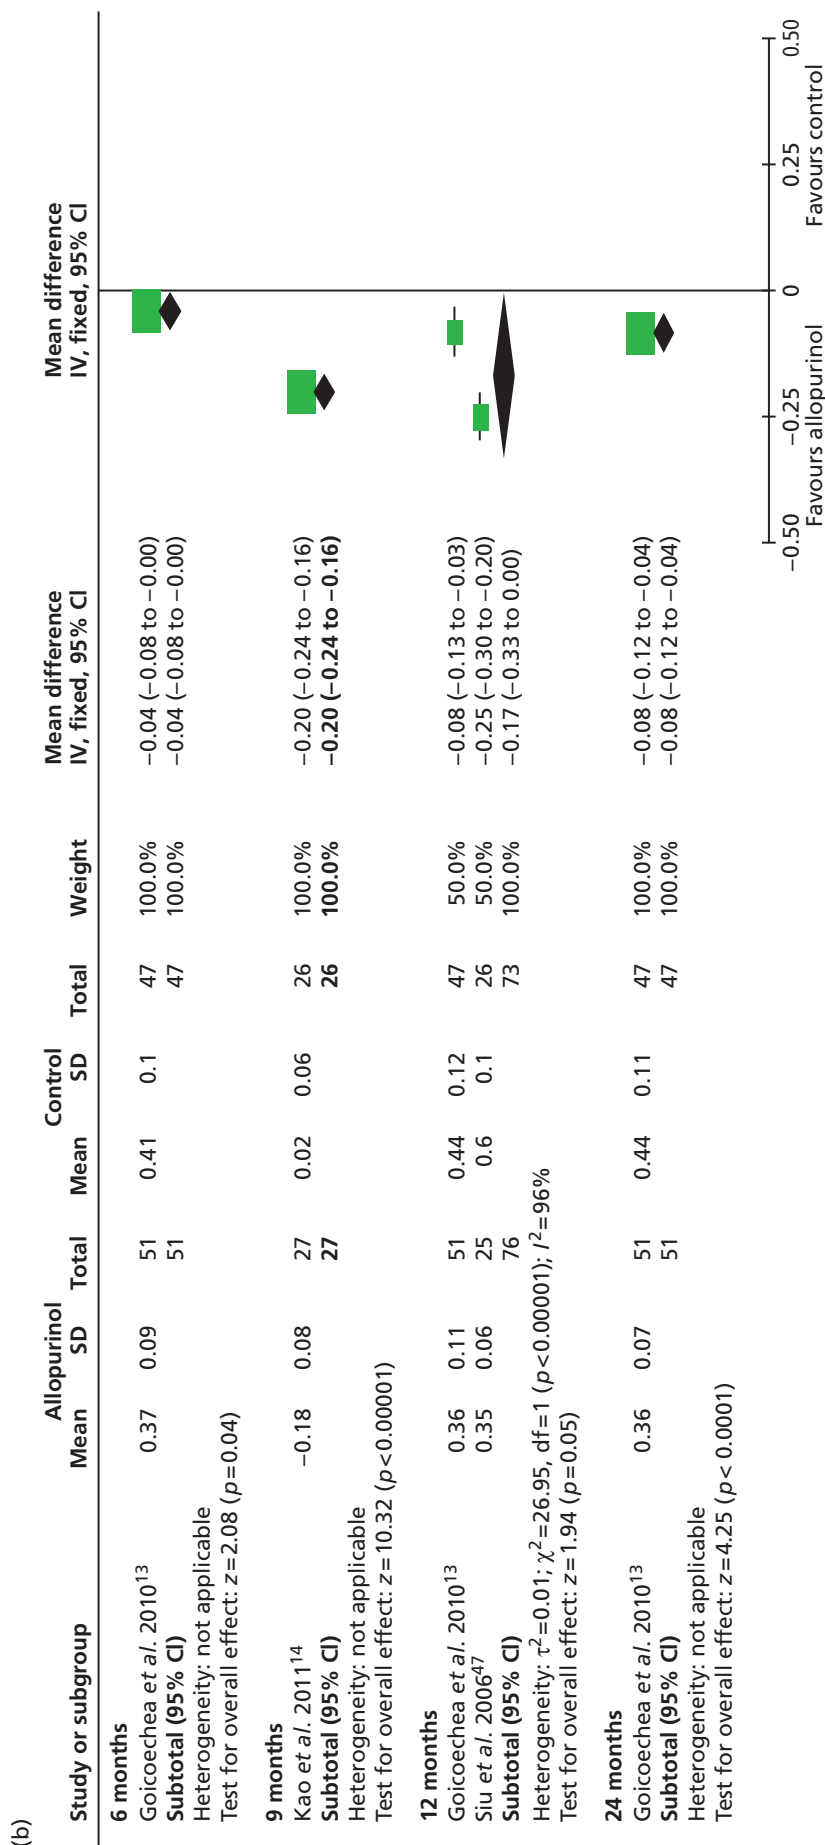 (b)
Allopurinol Control Mean difference Mean difference
Study or subgroup Mean SD Total Mean SD Total Weight IV, fixed, 95% CI IV, fixed, 95% CI
6 months
Goicoechea et al. 2010¹³ 0.37 0.09 51 0.41 0.1 47 100.0% −0.04 (−0.08 to −0.00)
Subtotal (95% CI) 51 47 100.0% −0.04 (−0.08 to −0.00)
Heterogeneity: not applicable
Test for overall effect: z=2.08 (p=0.04)
9 months
Kao et al. 2011¹⁴ −0.18 0.08 27 0.02 0.06 26 100.0% −0.20 (−0.24 to −0.16)
Subtotal (95% CI) 27 26 100.0% −0.20 (−0.24 to −0.16)
Heterogeneity: not applicable
Test for overall effect: z=10.32 (p<0.00001)
12 months
Goicoechea et al. 2010¹³ 0.36 0.11 51 0.44 0.12 47 50.0% −0.08 (−0.13 to −0.03)
Siu et al. 2006⁴⁷ 0.35 0.06 25 0.6 0.1 26 50.0% −0.25 (−0.30 to −0.20)
Subtotal (95% CI) 76 73 100.0% −0.17 (−0.33 to 0.00)
Heterogeneity: τ²=0.01; χ²=26.95, df=1 (p<0.00001); I²=96%
Test for overall effect: z=1.94 (p=0.05)
24 months
Goicoechea et al. 2010¹³ 0.36 0.07 51 0.44 0.11 47 100.0% −0.08 (−0.12 to −0.04)
Subtotal (95% CI) 51 47 100.0% −0.08 (−0.12 to −0.04)
Heterogeneity: not applicable
Test for overall effect: z=4.25 (p< 0.0001)
−0.50 −0.25 0 0.25 0.50
Favours allopurinol Favours control